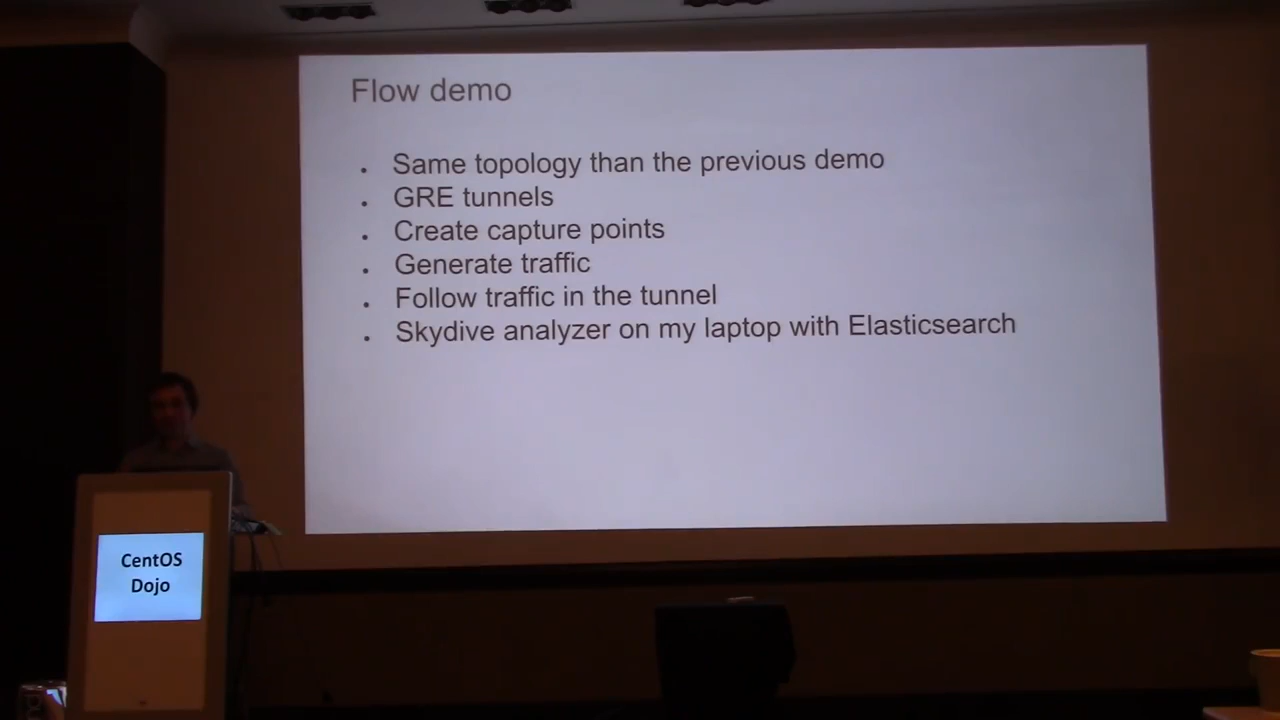 Flow demo
Same topology than the previous demo
GRE tunnels
Create capture points
Generate traffic
Follow traffic in the tunnel
Skydive analyzer on my laptop with Elasticsearch
CentOS
Dojo